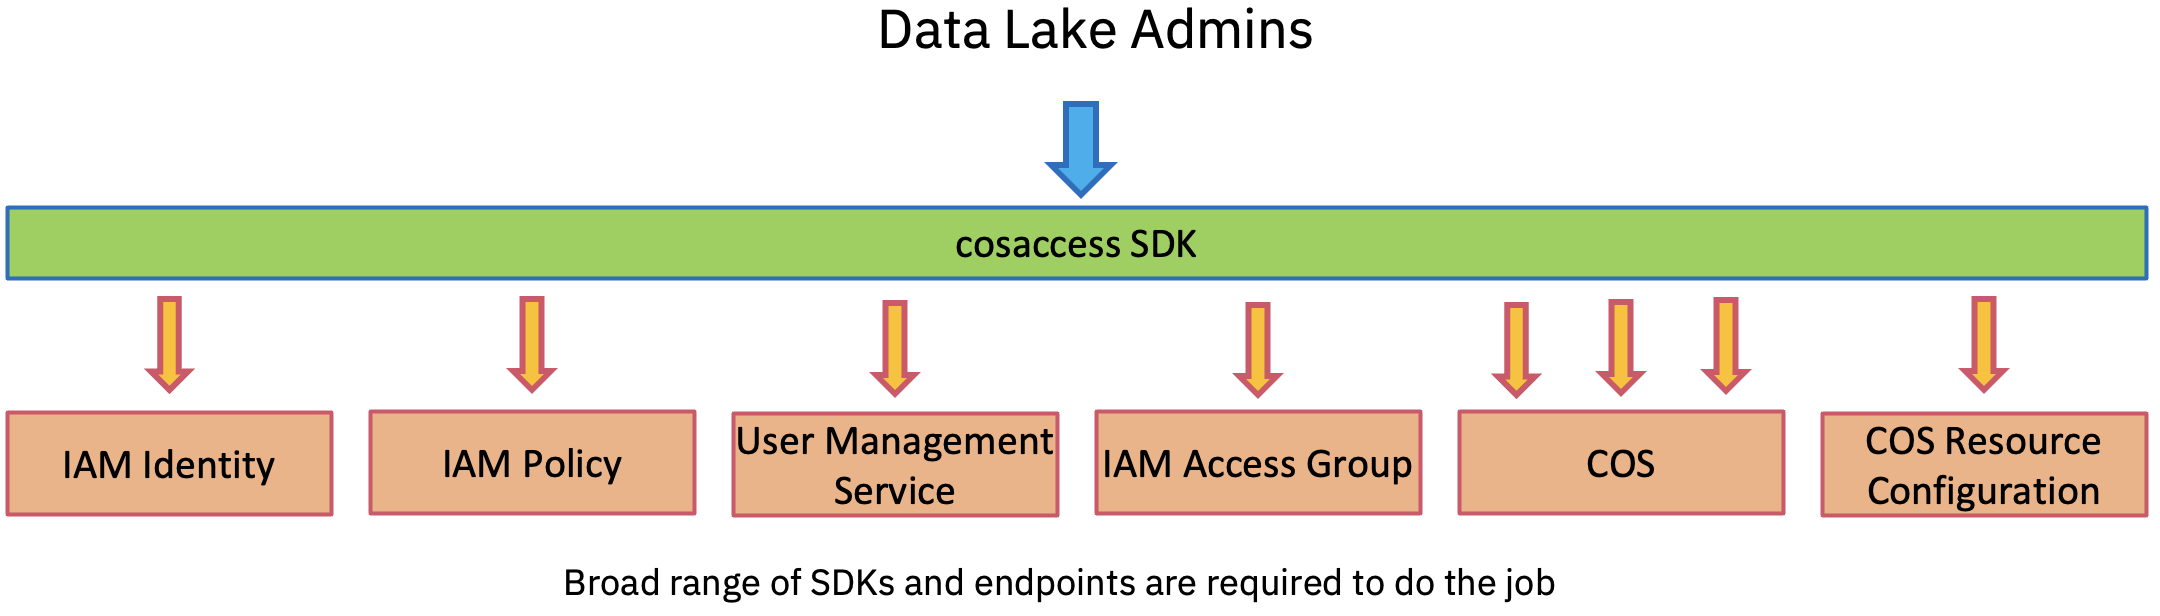 Data Lake Admins
cosaccess SDK
IAM Identity
IAM Policy
User Management
Service
IAM Access Group
COS
COS Resource
Configuration
Broad range of SDKs and endpoints are required to do the job